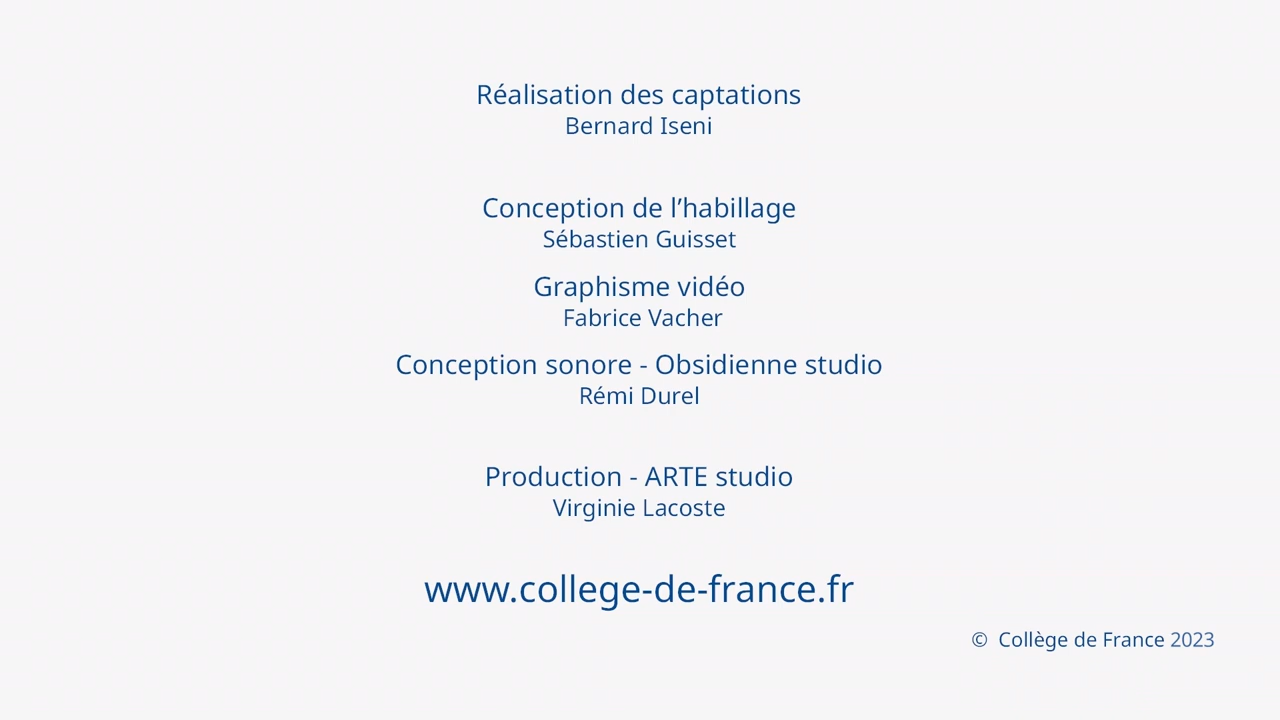 Réalisation des captations
Bernard Iseni
Conception de l’habillage
Sébastien Guisset
Graphisme vidéo
Fabrice Vacher
Conception sonore - Obsidienne studio
Rémi Durel
Production - ARTE studio
Virginie Lacoste
www.college-de-france.fr
© Collège de France 2023